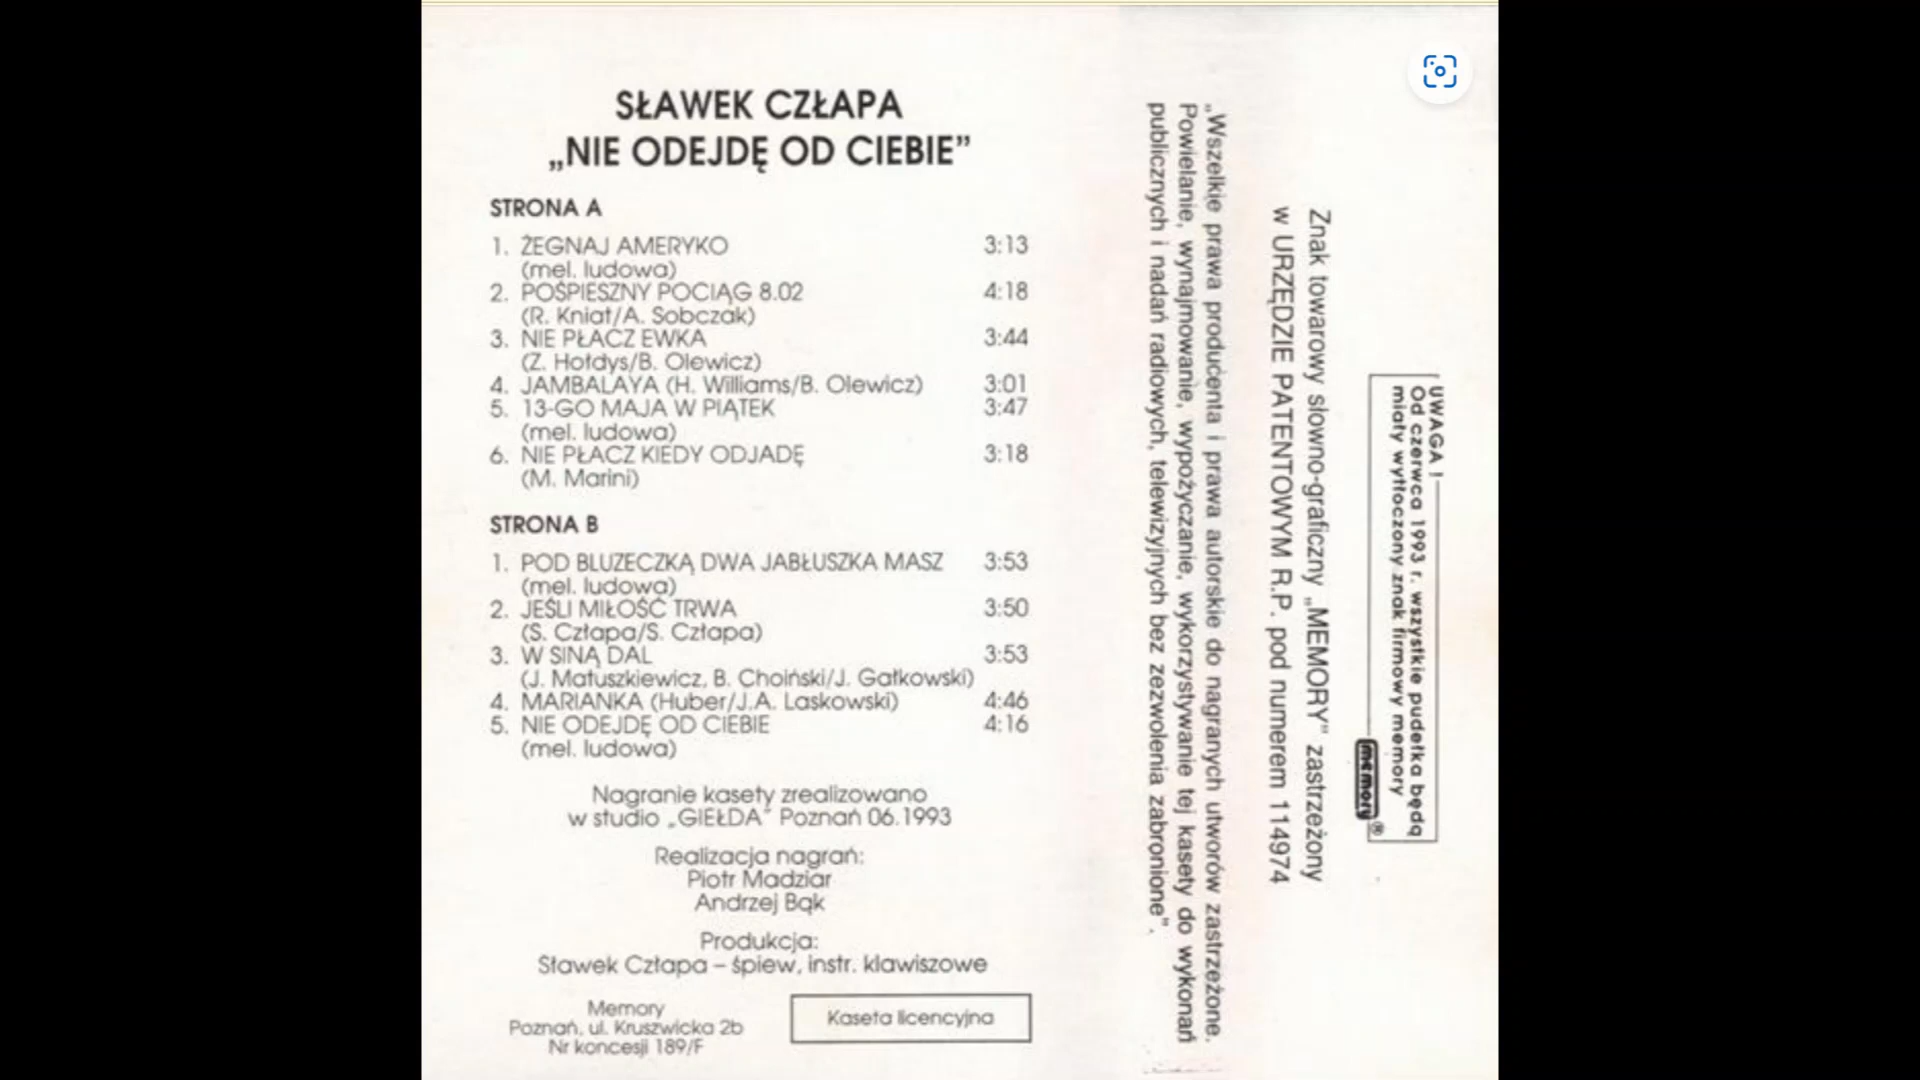 SŁAWEK CZŁAPA
„NIE ODEJDĘ OD CIEBIE”
STRONA A
1. ŻEGNAJ AMERYKO 3:13
(mel. ludowa)
2. POŚPIESZNY POCIĄG 8.02 4:18
(R. Kniat/A. Sobczak)
3. NIE PŁACZ EWKA 3:44
(Z. Hołdys/B. Olewicz)
4. JAMBALAYA (H. Williams/B. Olewicz) 3:01
5. 13-GO MAJA W PIĄTEK 3:47
(mel. ludowa)
6. NIE PŁACZ KIEDY ODJADĘ 3:18
(M. Marini)
STRONA B
1. POD BLUZECZKĄ DWA JABŁUSZKA MASZ 3:53
(mel. ludowa)
2. JEŚLI MIŁOŚĆ TRWA 3:50
(S. Człapa/S. Człapa)
3. W SINĄ DAL 3:53
(J. Matuszkiewicz, B. Choiński/J. Gałkowski)
4. MARIANKA (Huber/J.A. Laskowski) 4:46
5. NIE ODEJDĘ OD CIEBIE 4:16
(mel. ludowa)
Nagranie kasety zrealizowano
w studio „GIEŁDA” Poznań 06.1993
Realizacja nagrań:
Piotr Madziar
Andrzej Bąk
Produkcja:
Sławek Człapa – śpiew, instr. klawiszowe
Memory
Poznań, ul. Kruszwicka 2b
Nr koncesji 189/F
Kaseta licencyjna
„Wszelkie prawa producenta i prawa autorskie do nagranych utworów zastrzeżone.
Powielanie, wynajmowanie, wypożyczanie, wykorzystywanie tej kasety do wykonań
publicznych i nadań radiowych, telewizyjnych bez zezwolenia zabronione”.
Znak towarowy słowno-graficzny „MEMORY” zastrzeżony
w URZĘDZIE PATENTOWYM R.P. pod numerem 114974
UWAGA !
Od czerwca 1993 r. wszystkie pudełka będą
miały wytłoczony znak firmowy memory
memory®